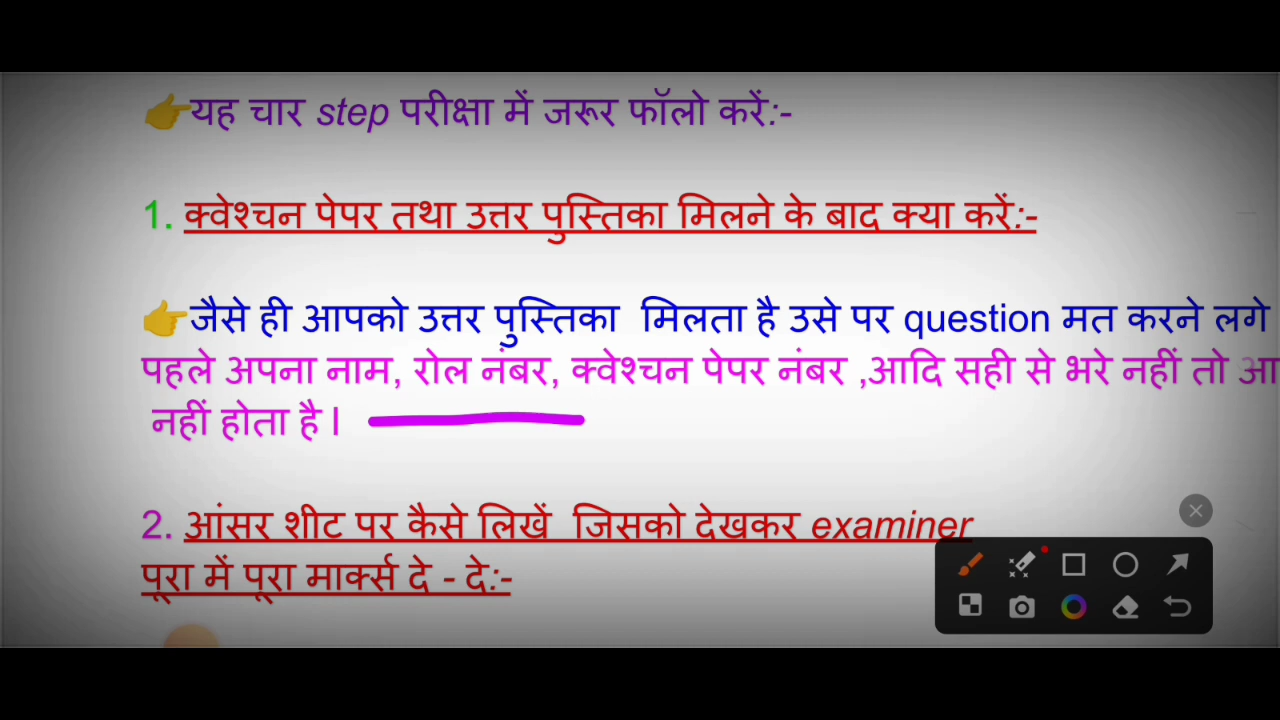 👉यह चार step परीक्षा में जरूर फॉलो करें:-
1. क्वेश्चन पेपर तथा उत्तर पुस्तिका मिलने के बाद क्या करें:-
👉जैसे ही आपको उत्तर पुस्तिका मिलता है उसे पर question मत करने लगे
पहले अपना नाम, रोल नंबर, क्वेश्चन पेपर नंबर ,आदि सही से भरे नहीं तो
नहीं होता है l
2. आंसर शीट पर कैसे लिखें जिसको देखकर examiner
पूरा में पूरा मार्क्स दे - दे:-